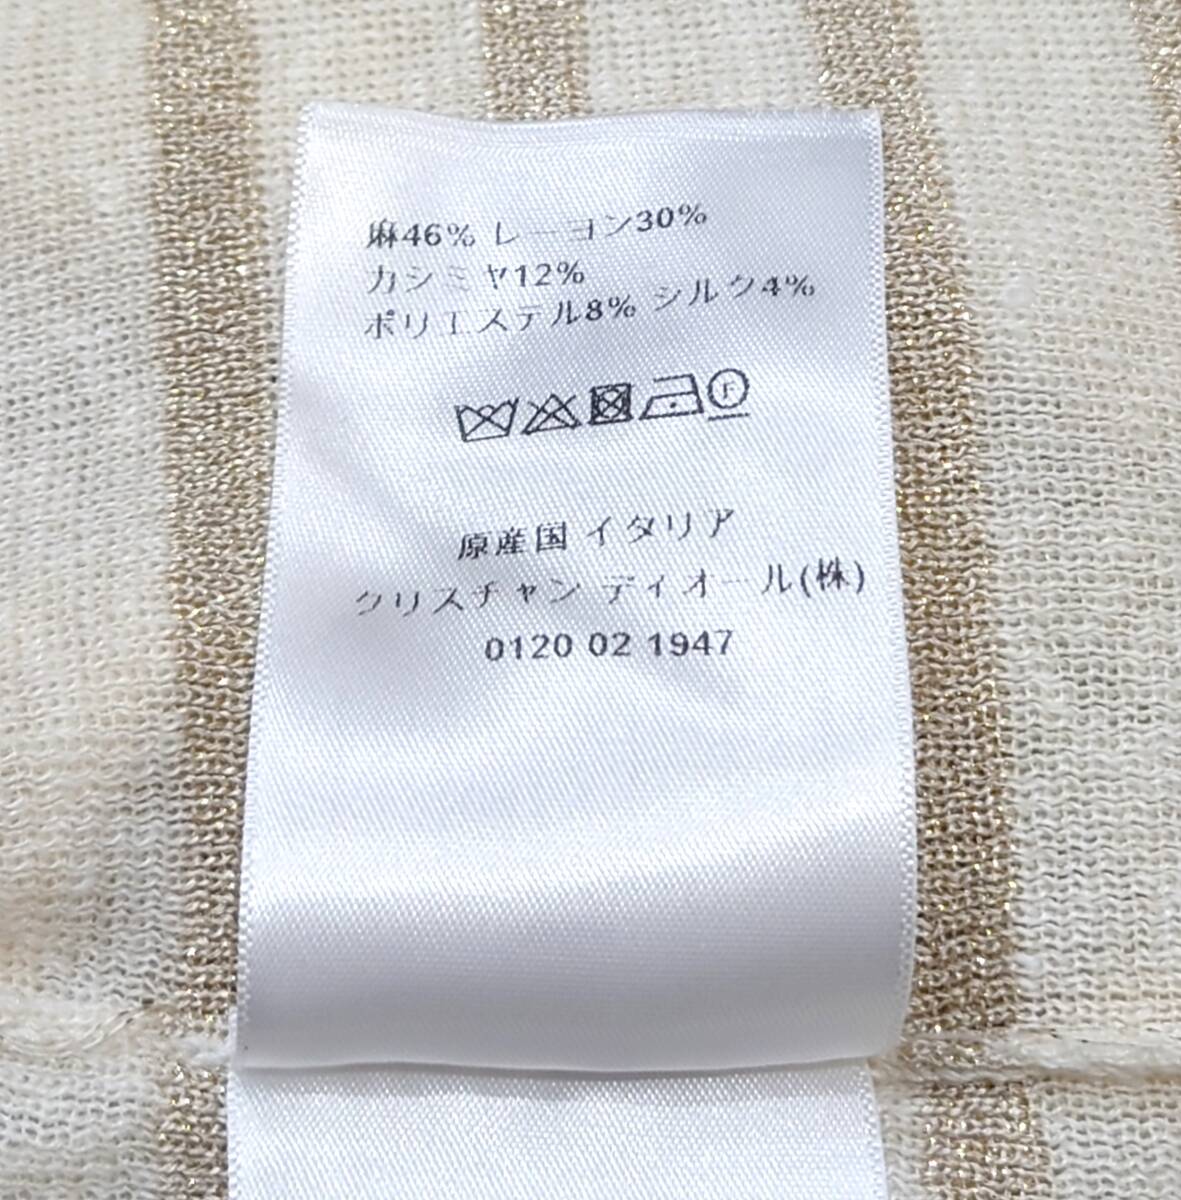 麻46% レーヨン30%
カシミヤ12%
ポリエステル8% シルク4%
F
原産国 イタリア
クリスチャン ディオール(株)
0120 02 1947